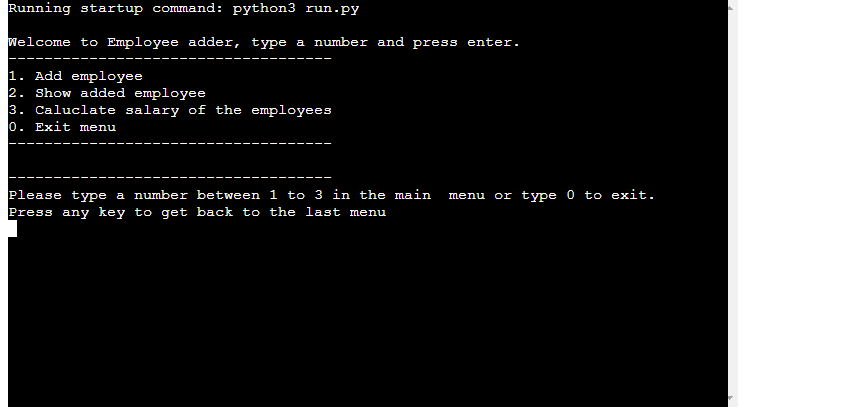 Running startup command: python3 run.py
Welcome to Employee adder, type a number and press enter.
------------------------------------
1. Add employee
2. Show added employee
3. Caluclate salary of the employees
0. Exit menu
------------------------------------
------------------------------------
Please type a number between 1 to 3 in the main  menu or type 0 to exit.
Press any key to get back to the last menu